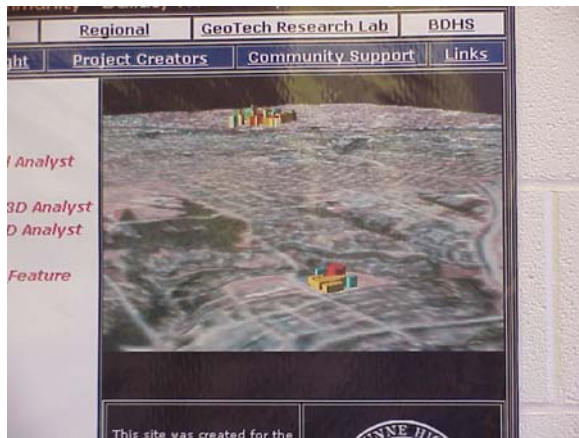 Regional GeoTech Research Lab BDHS
Project Creators Community Support Links
Analyst
3D Analyst
Analyst
Feature
This site was created for the